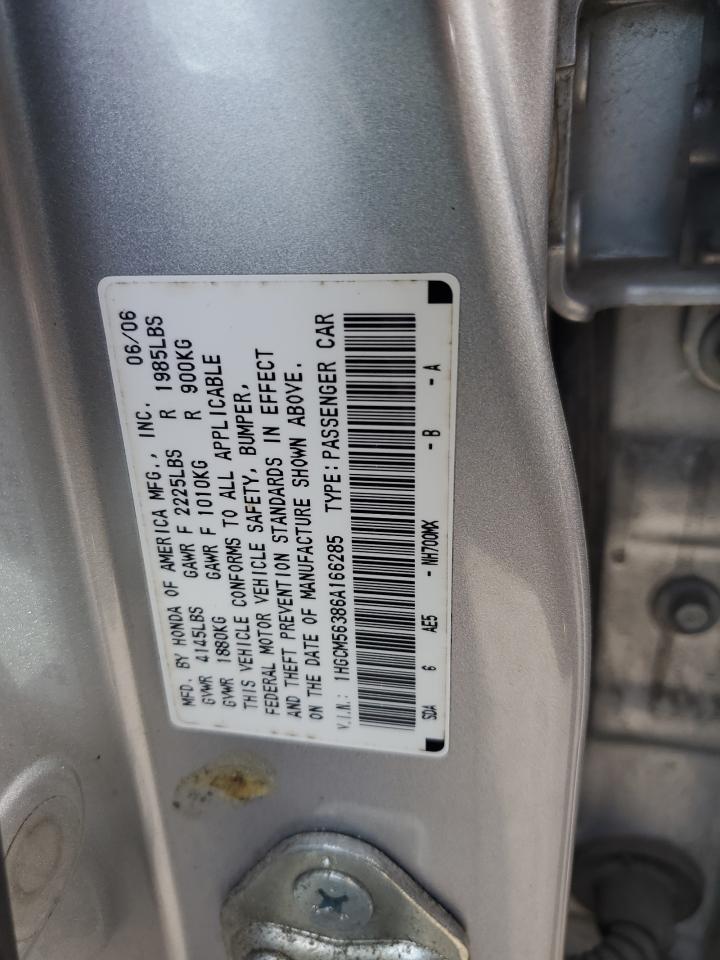 MFD. BY HONDA OF AMERICA MFG., INC. 06/06
GVWR 4145LBS GAWR F 2225LBS R 1985LBS
GVWR 1880KG GAWR F 1010KG R 900KG
THIS VEHICLE CONFORMS TO ALL APPLICABLE
FEDERAL MOTOR VEHICLE SAFETY, BUMPER,
AND THEFT PREVENTION STANDARDS IN EFFECT
ON THE DATE OF MANUFACTURE SHOWN ABOVE.
V.I.N.: 1HGCM56386A166285 TYPE:PASSENGER CAR
SDA 6 AE5 - NH700MX - B - A